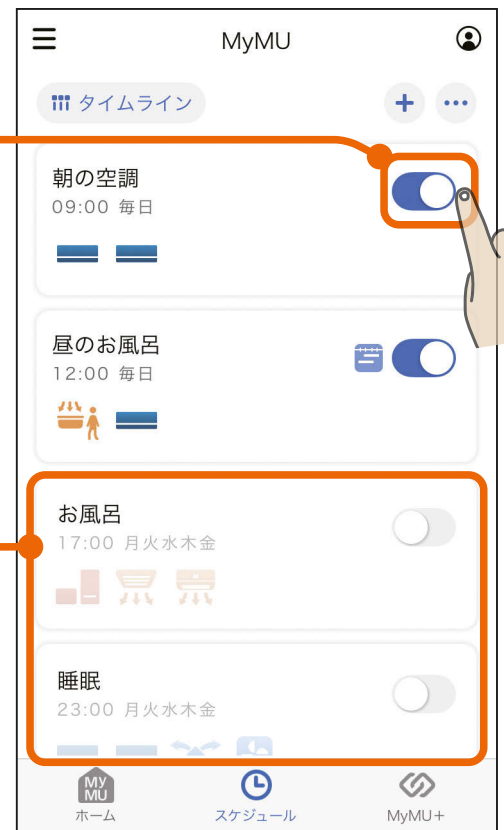 MyMU
タイムライン
朝の空調
09:00 毎日
昼のお風呂
12:00 毎日
お風呂
17:00 月火水木金
睡眠
23:00 月火水木金
My
MU
ホーム
スケジュール
MyMU+